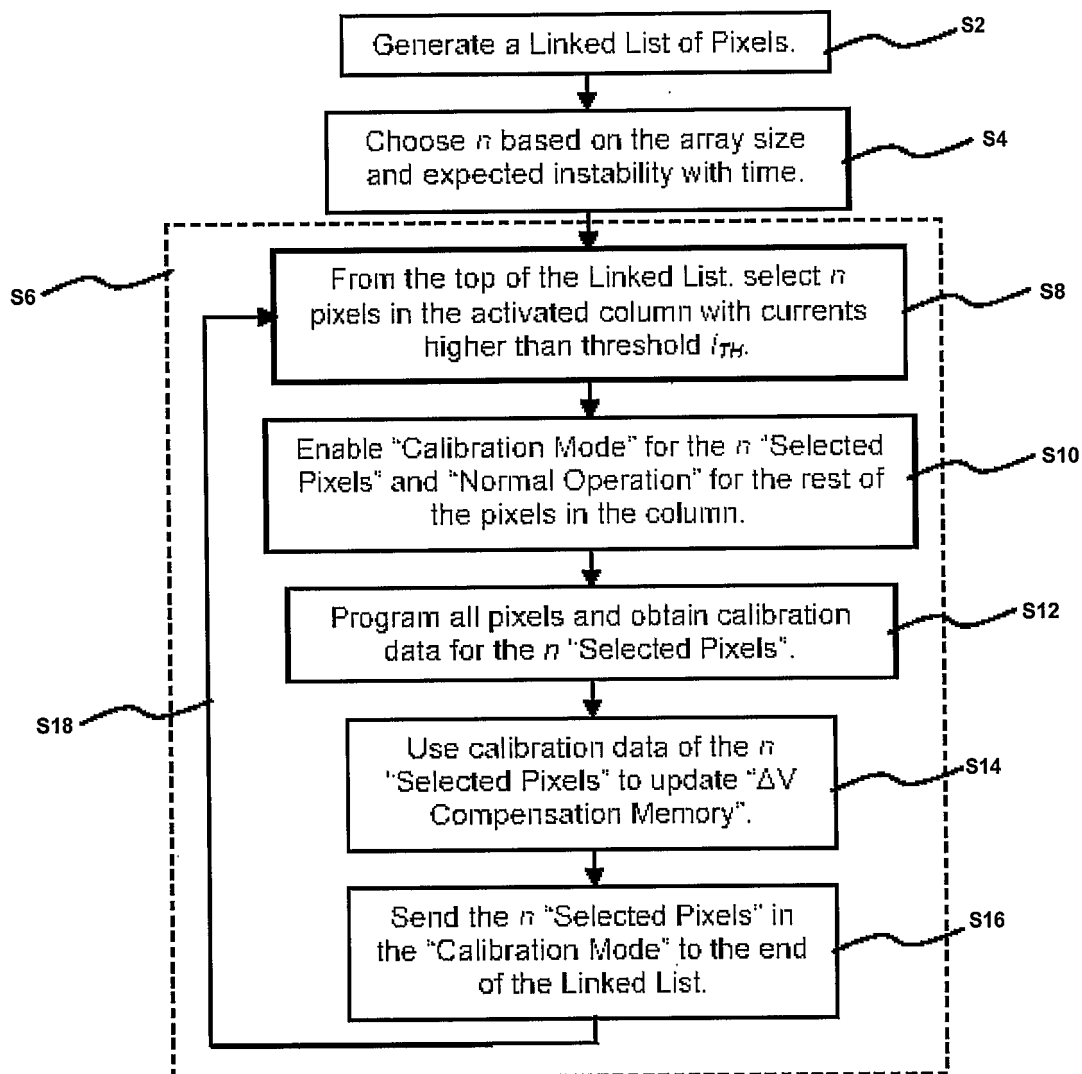 Generate a Linked List of Pixels.
S2
Choose n based on the array size
and expected instability with time.
S4
S6
From the top of the Linked List. select n
pixels in the activated column with currents
higher than threshold iTH.
S8
Enable “Calibration Mode” for the n “Selected
Pixels” and “Normal Operation” for the rest of
the pixels in the column.
S10
Program all pixels and obtain calibration
data for the n “Selected Pixels”.
S12
S18
Use calibration data of the n
“Selected Pixels” to update “ΔV
Compensation Memory”.
S14
Send the n “Selected Pixels” in
the “Calibration Mode” to the end
of the Linked List.
S16